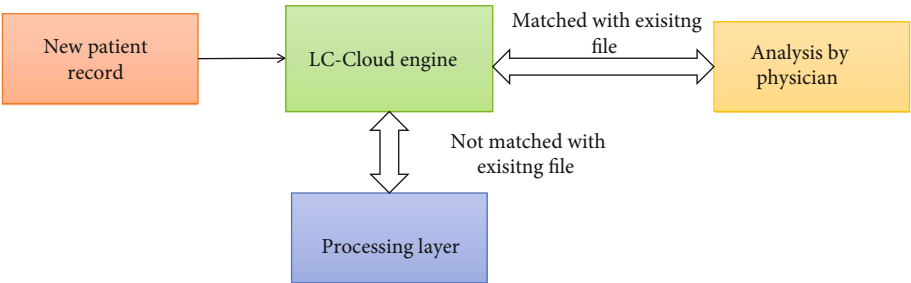 New patient
record
LC-Cloud engine
Matched with exisitng
file
Analysis by
physician
Not matched with
exisitng file
Processing layer